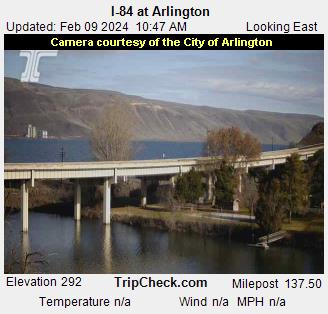 I-84 at Arlington
Updated: Feb 09 2024 10:47 AM Looking East
Camera courtesy of the City of Arlington
Elevation 292 TripCheck.com Milepost 137.50
Temperature n/a Wind n/a MPH n/a